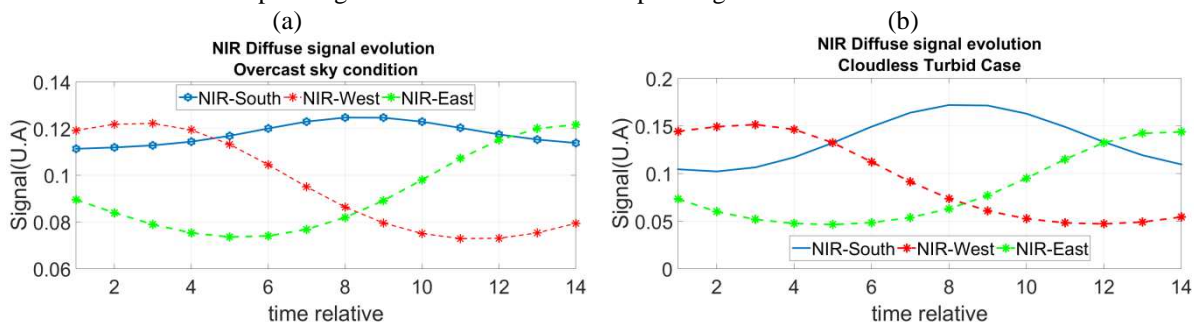 (a)
NIR Diffuse signal evolution
Overcast sky condition
NIR-South NIR-West NIR-East
Signal(U.A)
0.14
0.12
0.1
0.08
0.06
2 4 6 8 10 12 14
time relative
(b)
NIR Diffuse signal evolution
Cloudless Turbid Case
Signal(U.A)
0.2
0.15
0.1
0.05
0
NIR-South NIR-West NIR-East
2 4 6 8 10 12 14
time relative